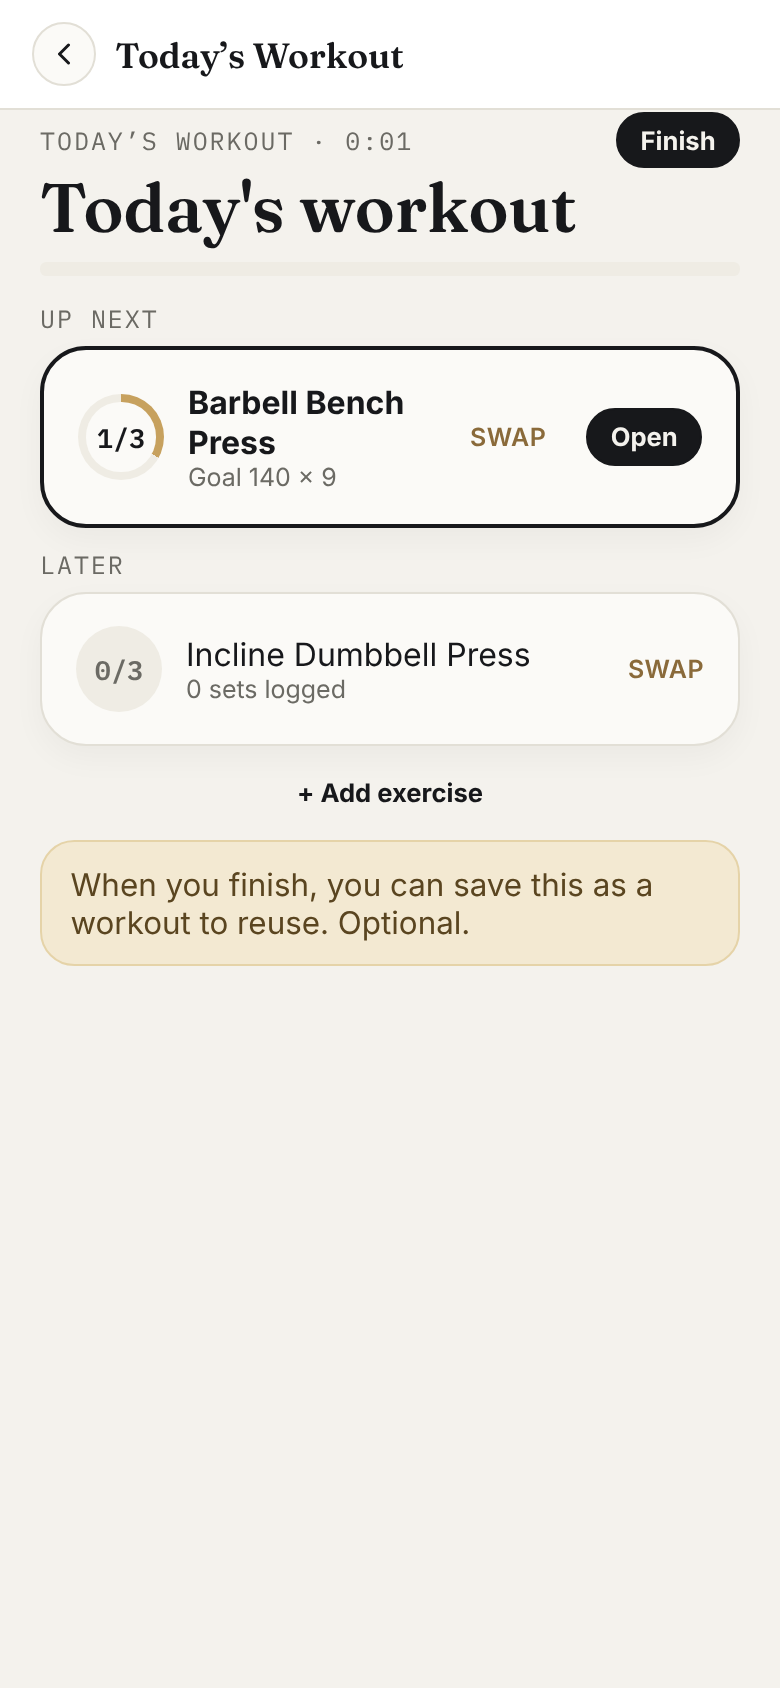 Today’s Workout
TODAY’S WORKOUT · 0:01
Finish
Today's workout
UP NEXT
1/3
Barbell Bench
Press
Goal 140 × 9
SWAP
Open
LATER
0/3
Incline Dumbbell Press
0 sets logged
SWAP
+ Add exercise
When you finish, you can save this as a
workout to reuse. Optional.